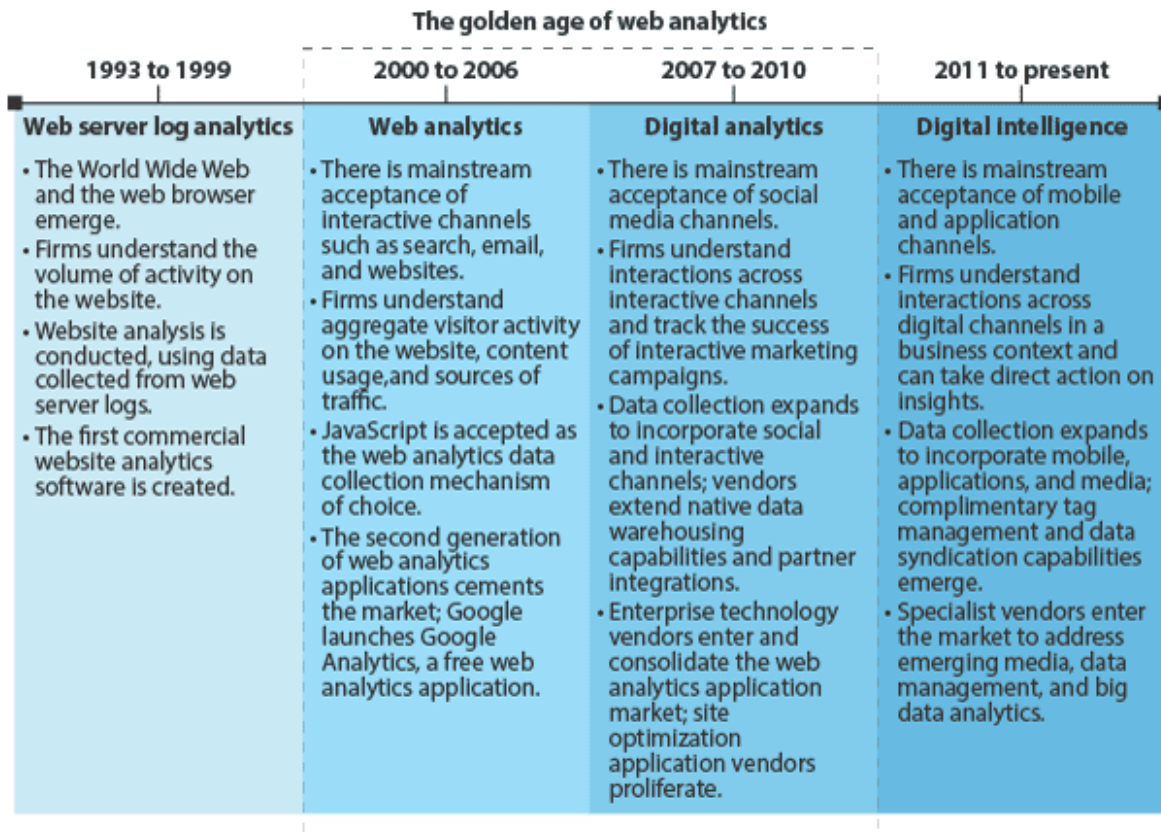 The golden age of web analytics
1993 to 1999
2000 to 2006
2007 to 2010
2011 to present
Web server log analytics
• The World Wide Web
and the web browser
emerge.
• Firms understand the
volume of activity on
the website.
• Website analysis is
conducted, using data
collected from web
server logs.
• The first commercial
website analytics
software is created.
Web analytics
• There is mainstream
acceptance of
interactive channels
such as search, email,
and websites.
• Firms understand
aggregate visitor activity
on the website, content
usage,and sources of
traffic.
• JavaScript is accepted as
the web analytics data
collection mechanism
of choice.
• The second generation
of web analytics
applications cements
the market; Google
launches Google
Analytics, a free web
analytics application.
Digital analytics
• There is mainstream
acceptance of social
media channels.
• Firms understand
interactions across
interactive channels
and track the success
of interactive marketing
campaigns.
• Data collection expands
to incorporate social
and interactive
channels; vendors
extend native data
warehousing
capabilities and partner
integrations.
• Enterprise technology
vendors enter and
consolidate the web
analytics application
market; site
optimization
application vendors
proliferate.
Digital intelligence
• There is mainstream
acceptance of mobile
and application
channels.
• Firms understand
interactions across
digital channels in a
business context and
can take direct action on
insights.
• Data collection expands
to incorporate mobile,
applications, and media;
complimentary tag
management and data
syndication capabilities
emerge.
• Specialist vendors enter
the market to address
emerging media, data
management, and big
data analytics.